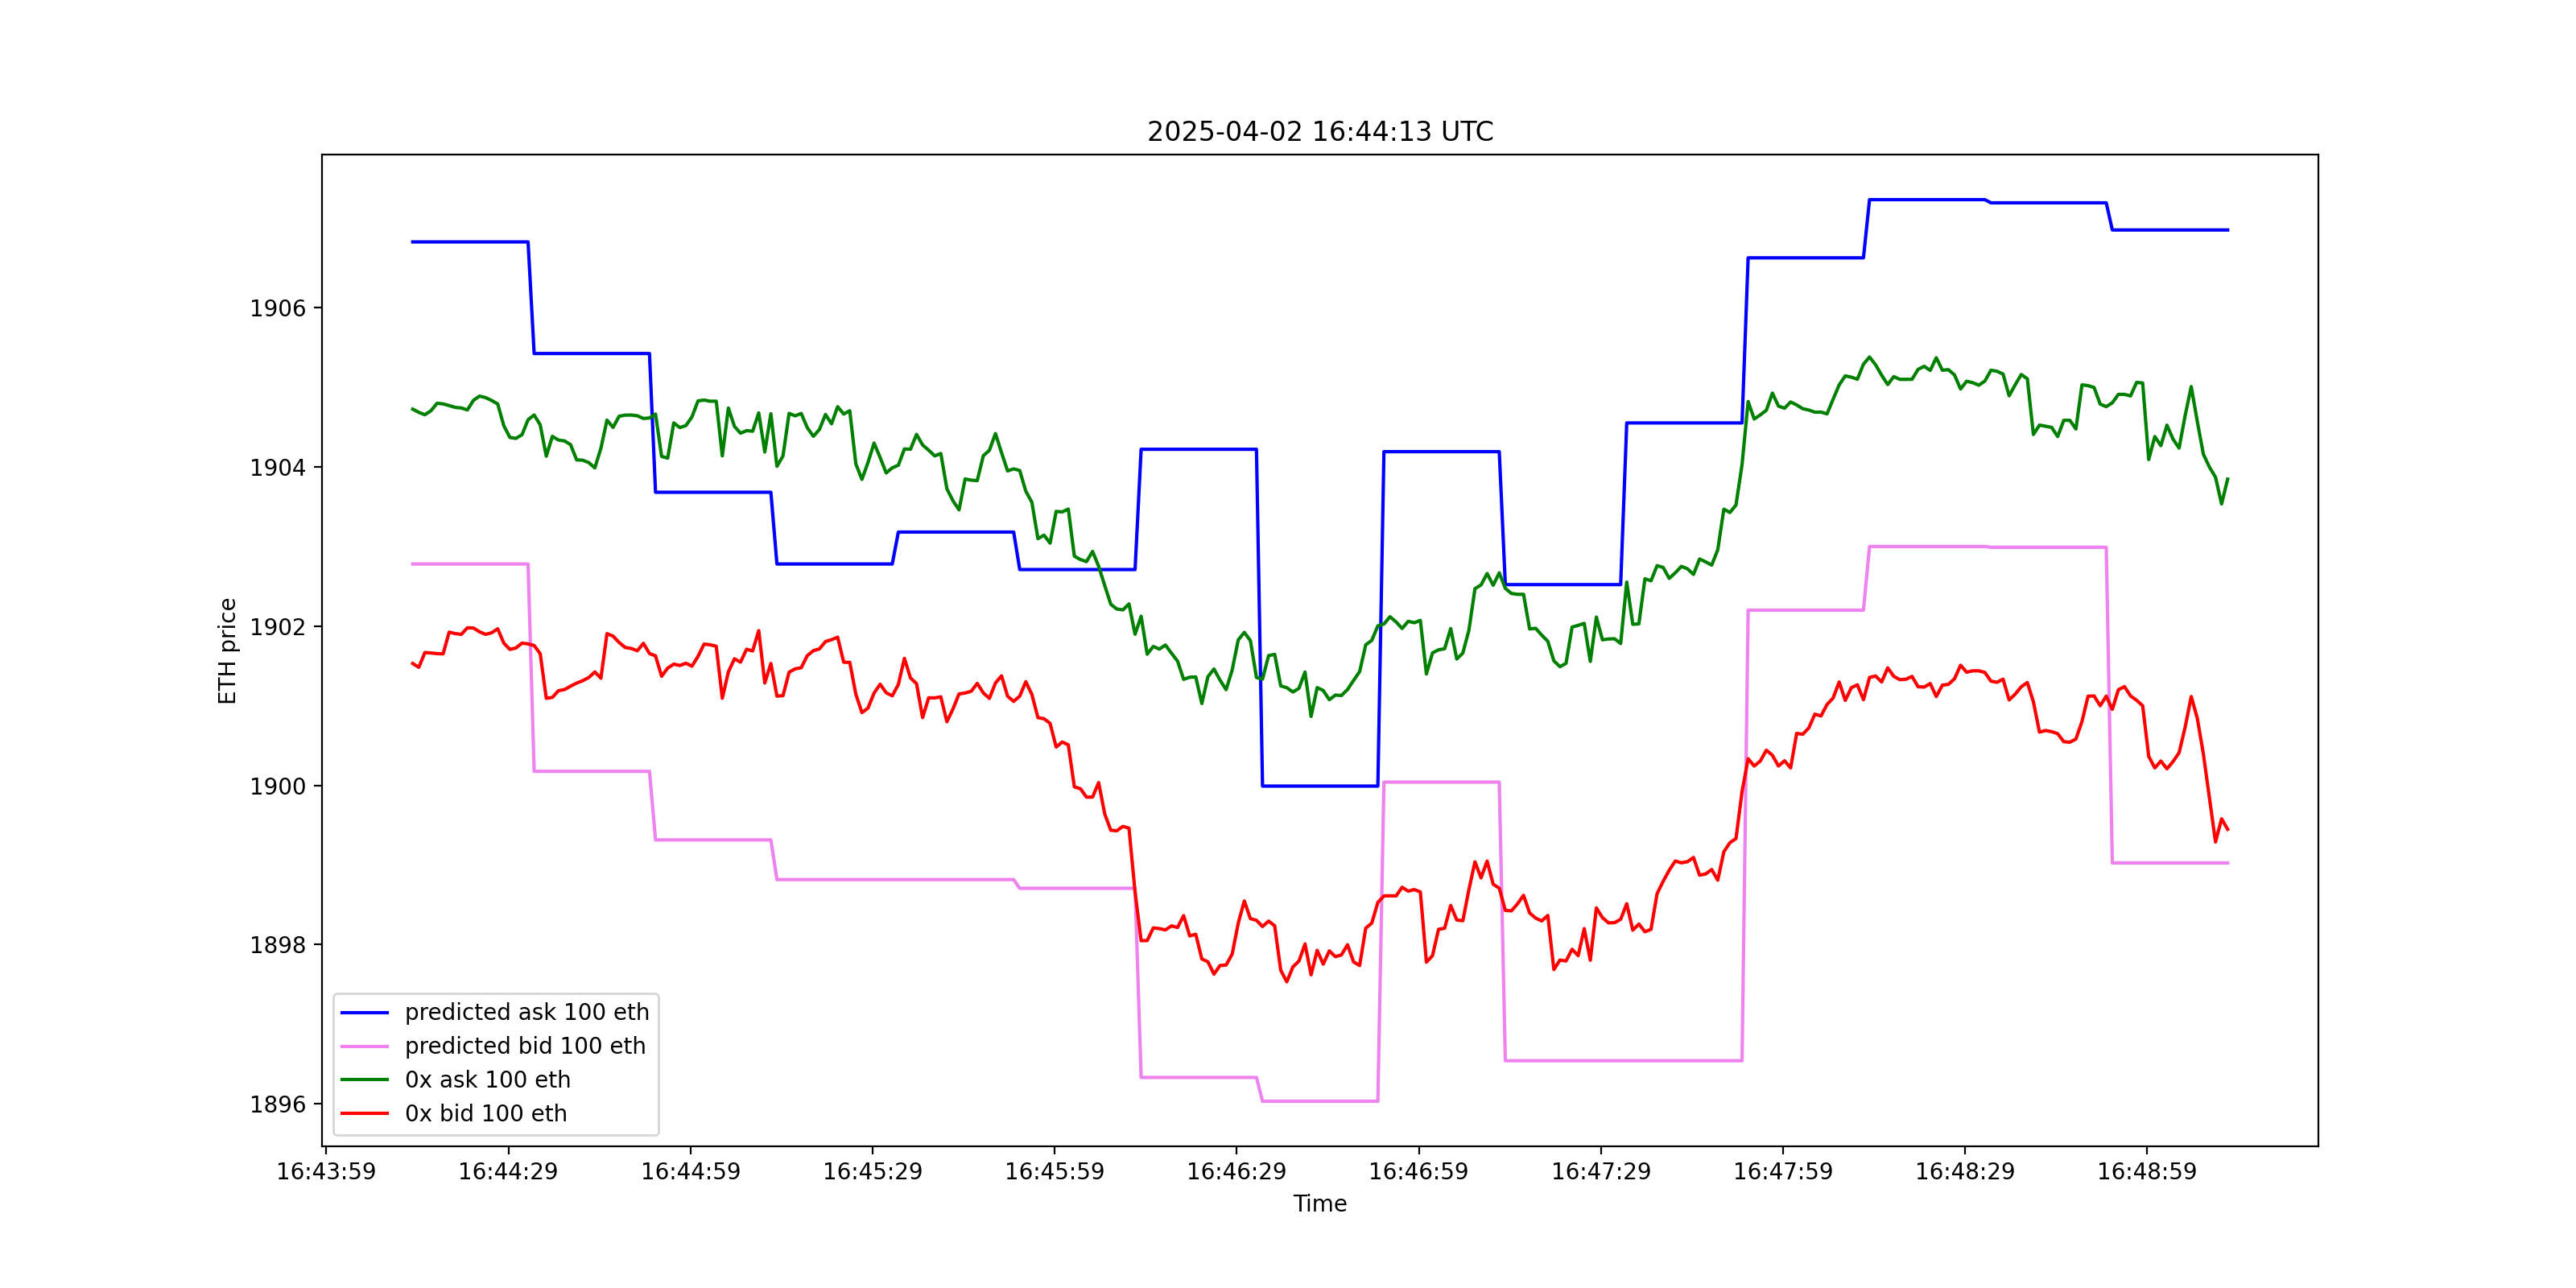 2025-04-02 16:44:13 UTC
ETH price
1906
1904
1902
1900
1898
1896
predicted ask 100 eth
predicted bid 100 eth
0x ask 100 eth
0x bid 100 eth
16:43:59 16:44:29 16:44:59 16:45:29 16:45:59 16:46:29 16:46:59 16:47:29 16:47:59 16:48:29 16:48:59
Time